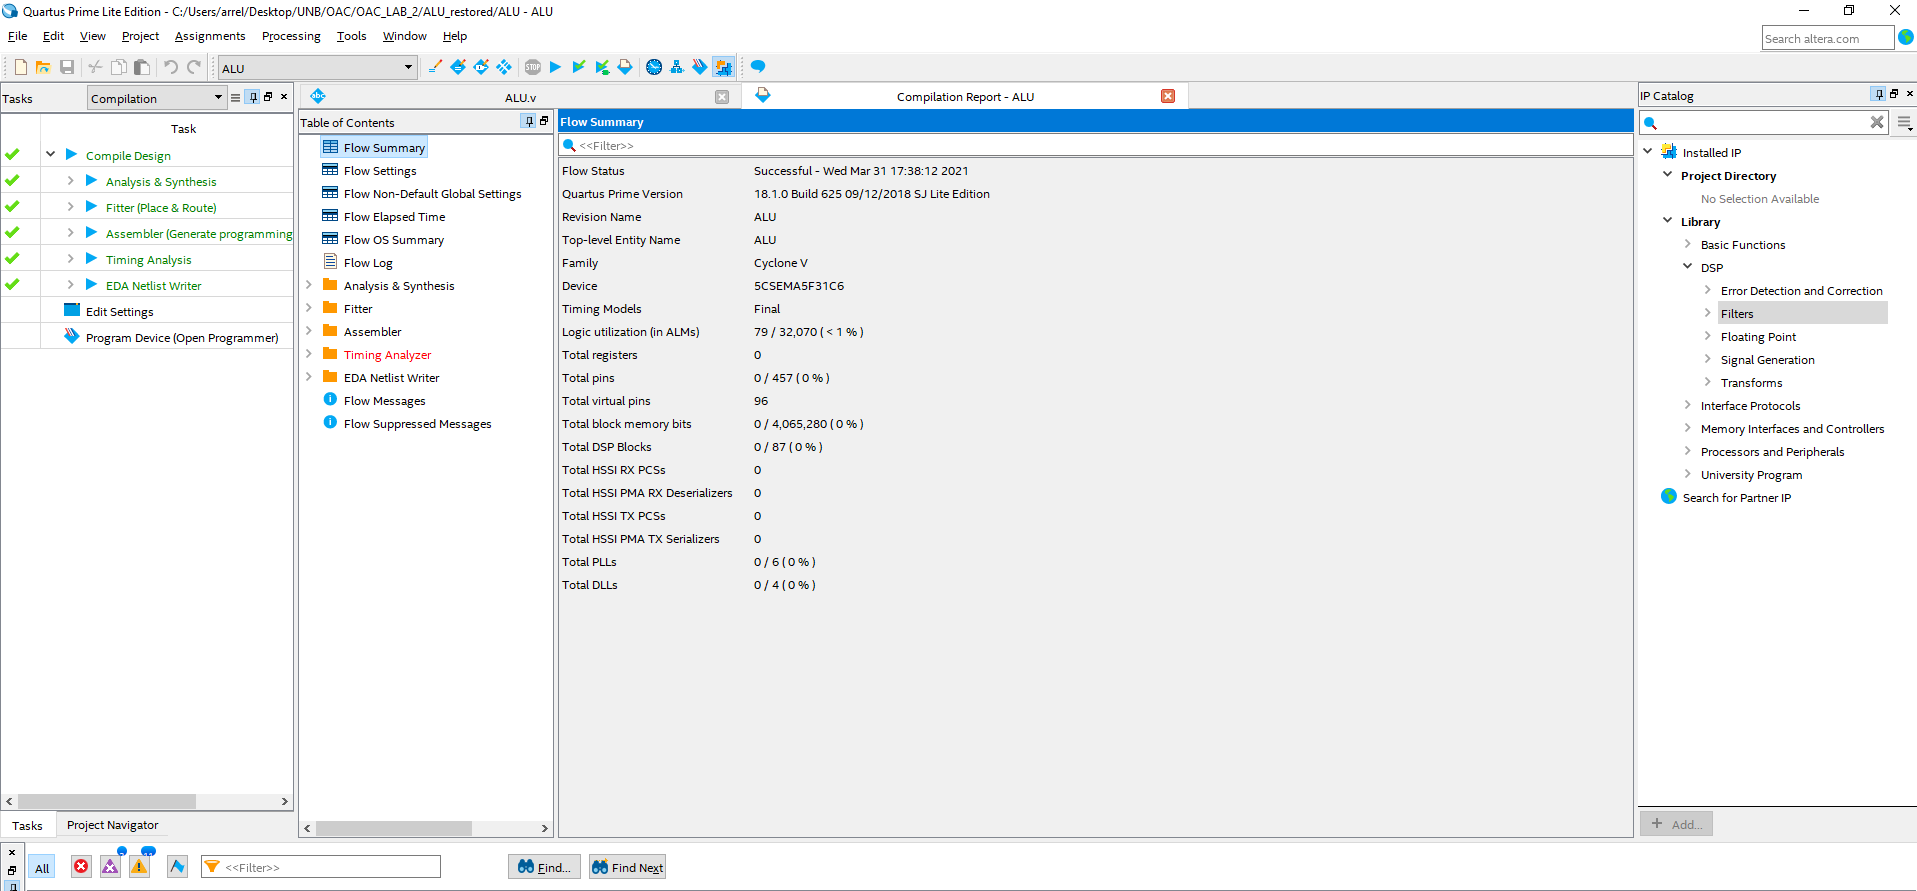 Quartus Prime Lite Edition - C:/Users/arrel/Desktop/UNB/OAC/OAC_LAB_2/ALU_restored/ALU - ALU
File Edit View Project Assignments Processing Tools Window Help
Search altera.com
ALU
STOP
Tasks
Compilation
Task
Compile Design
Analysis & Synthesis
Fitter (Place & Route)
Assembler (Generate programming
Timing Analysis
EDA Netlist Writer
Edit Settings
Program Device (Open Programmer)
Tasks
Project Navigator
abc
ALU.v
Compilation Report - ALU
Table of Contents
Flow Summary
Flow Settings
Flow Non-Default Global Settings
Flow Elapsed Time
Flow OS Summary
Flow Log
Analysis & Synthesis
Fitter
Assembler
Timing Analyzer
EDA Netlist Writer
Flow Messages
Flow Suppressed Messages
Flow Summary
<<Filter>>
Flow Status Successful - Wed Mar 31 17:38:12 2021
Quartus Prime Version 18.1.0 Build 625 09/12/2018 SJ Lite Edition
Revision Name ALU
Top-level Entity Name ALU
Family Cyclone V
Device 5CSEMA5F31C6
Timing Models Final
Logic utilization (in ALMs) 79 / 32,070 ( < 1 % )
Total registers 0
Total pins 0 / 457 ( 0 % )
Total virtual pins 96
Total block memory bits 0 / 4,065,280 ( 0 % )
Total DSP Blocks 0 / 87 ( 0 % )
Total HSSI RX PCSs 0
Total HSSI PMA RX Deserializers 0
Total HSSI TX PCSs 0
Total HSSI PMA TX Serializers 0
Total PLLs 0 / 6 ( 0 % )
Total DLLs 0 / 4 ( 0 % )
IP Catalog
Installed IP
Project Directory
No Selection Available
Library
Basic Functions
DSP
Error Detection and Correction
Filters
Floating Point
Signal Generation
Transforms
Interface Protocols
Memory Interfaces and Controllers
Processors and Peripherals
University Program
Search for Partner IP
+ Add...
All
<<Filter>>
Find...
Find Next